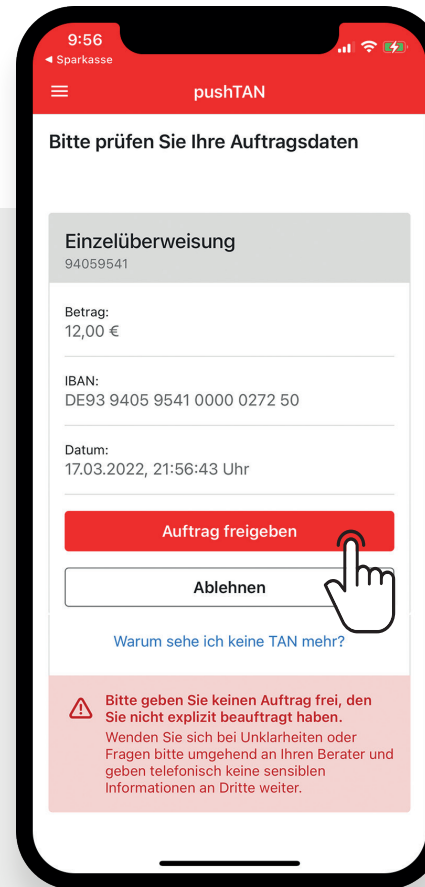 9:56
Sparkasse
pushTAN
Bitte prüfen Sie Ihre Auftragsdaten
Einzelüberweisung
94059541
Betrag:
12,00 €
IBAN:
DE93 9405 9541 0000 0272 50
Datum:
17.03.2022, 21:56:43 Uhr
Auftrag freigeben
Ablehnen
Warum sehe ich keine TAN mehr?
Bitte geben Sie keinen Auftrag frei, den
Sie nicht explizit beauftragt haben.
Wenden Sie sich bei Unklarheiten oder
Fragen bitte umgehend an Ihren Berater und
geben telefonisch keine sensiblen
Informationen an Dritte weiter.